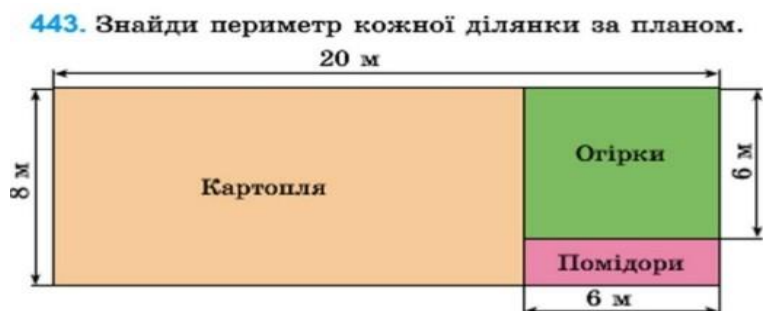 443. Знайди периметр кожної ділянки за планом.
20 м
8 м
Картопля
Огірки
6 м
Помідори
6 м